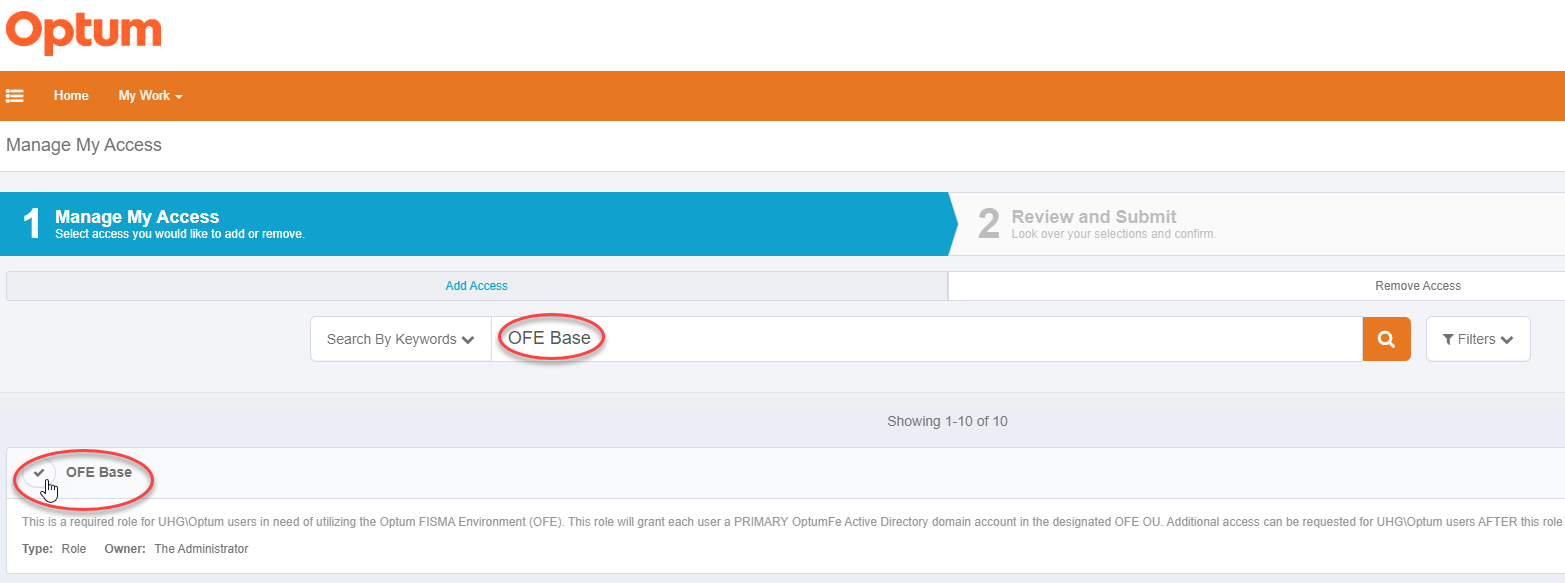 Optum
Home My Work
Manage My Access
1 Manage My Access
Select access you would like to add or remove.
2 Review and Submit
Look over your selections and confirm.
Add Access Remove Access
Search By Keywords OFE Base Filters
Showing 1-10 of 10
OFE Base
This is a required role for UHG\Optum users in need of utilizing the Optum FISMA Environment (OFE). This role will grant each user a PRIMARY OptumFe Active Directory domain account in the designated OFE OU. Additional access can be requested for UHG\Optum users AFTER this role
Type: Role Owner: The Administrator